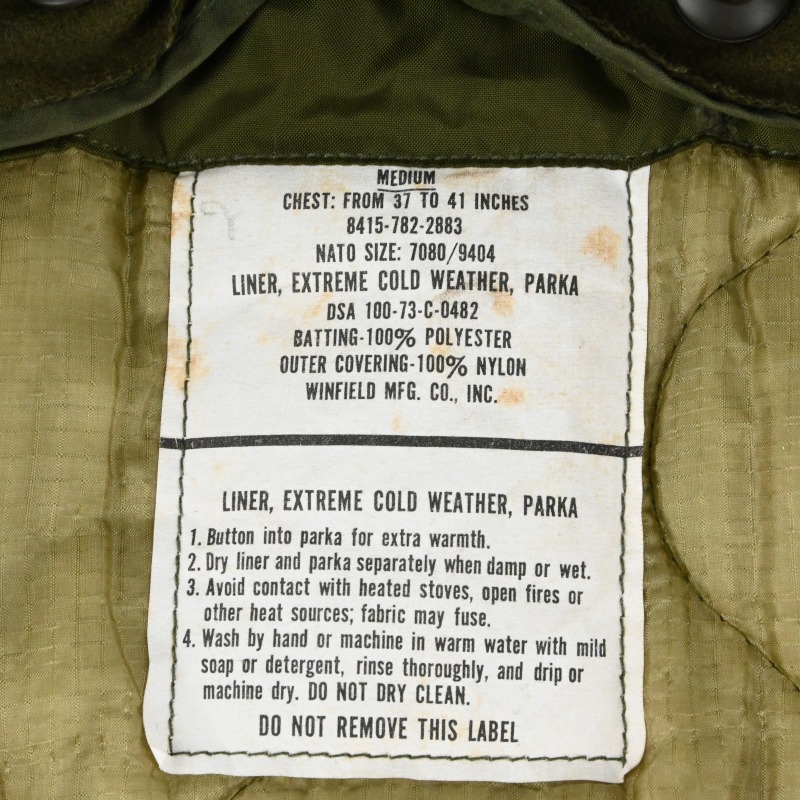 MEDIUM
CHEST: FROM 37 TO 41 INCHES
8415-782-2883
NATO SIZE: 7080/9404
LINER, EXTREME COLD WEATHER, PARKA
DSA 100-73-C-0482
BATTING-100% POLYESTER
OUTER COVERING-100% NYLON
WINFIELD MFG. CO., INC.
LINER, EXTREME COLD WEATHER, PARKA
1. Button into parka for extra warmth.
2. Dry liner and parka separately when damp or wet.
3. Avoid contact with heated stoves, open fires or
other heat sources; fabric may fuse.
4. Wash by hand or machine in warm water with mild
soap or detergent, rinse thoroughly, and drip or
machine dry. DO NOT DRY CLEAN.
DO NOT REMOVE THIS LABEL